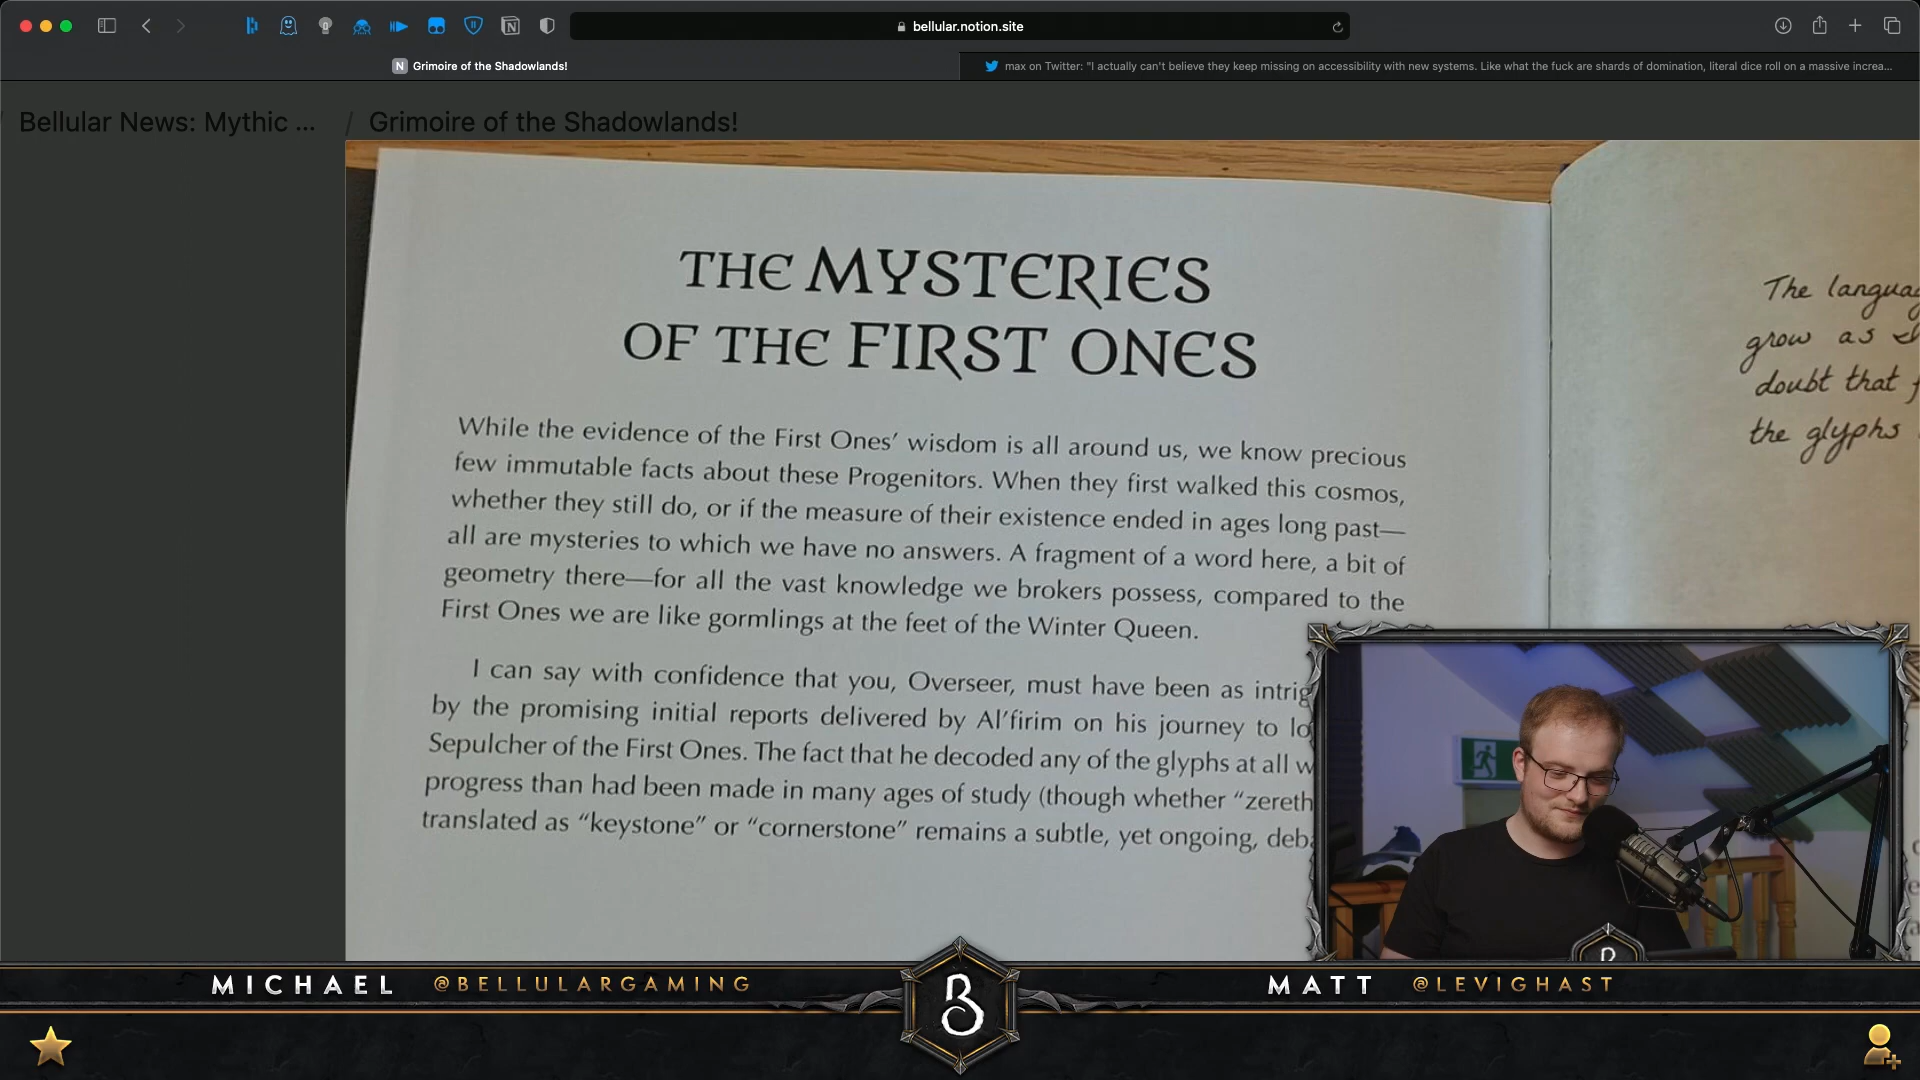 bellular.notion.site
N Grimoire of the Shadowlands!
max on Twitter: "I actually can't believe they keep missing on accessibility with new systems. Like what the fuck are shards of domination, literal dice roll on a massive increa...
/ Bellular News: Mythic ... / Grimoire of the Shadowlands!
THE MYSTERIES
OF THE FIRST ONES
While the evidence of the First Ones' wisdom is all around us, we know precious
few immutable facts about these Progenitors. When they first walked this cosmos,
whether they still do, or if the measure of their existence ended in ages long past—
all are mysteries to which we have no answers. A fragment of a word here, a bit of
geometry there—for all the vast knowledge we brokers possess, compared to the
First Ones we are like gormlings at the feet of the Winter Queen.
I can say with confidence that you, Overseer, must have been as intrig
by the promising initial reports delivered by Al'firim on his journey to lo
Sepulcher of the First Ones. The fact that he decoded any of the glyphs at all w
progress than had been made in many ages of study (though whether "zereth
translated as "keystone" or "cornerstone" remains a subtle, yet ongoing, deba
The languag
grow as
doubt that f
the glyphs
MICHAEL @BELLULARGAMING
B
MATT @LEVIGHAST